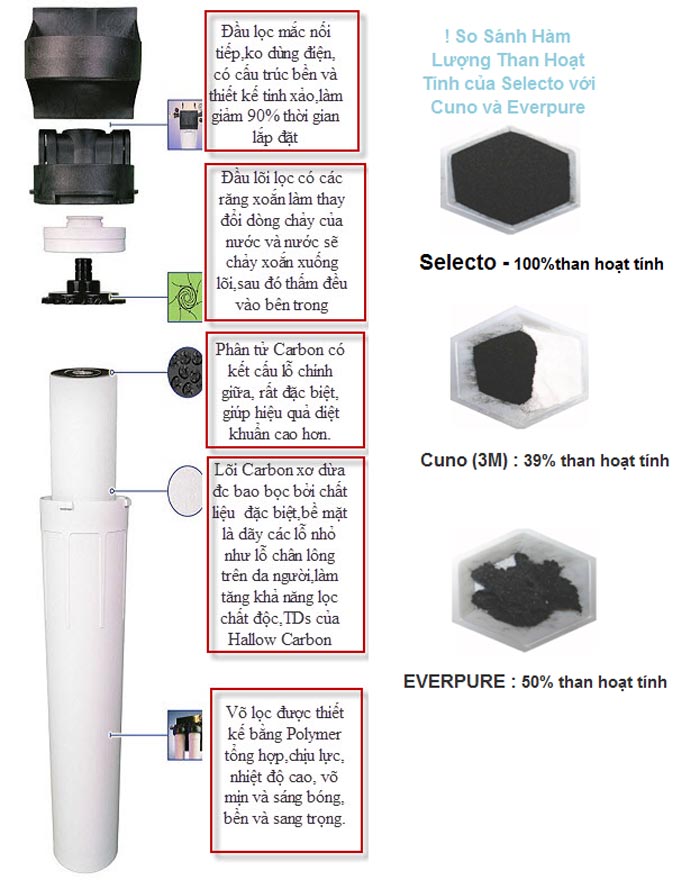 Đầu lọc mắc nối
tiếp,ko dùng điện,
có cấu trúc bền và
thiết kế tinh xảo,làm
giảm 90% thời gian
lắp đặt
Đầu lõi lọc có các
răng xoắn làm thay
đổi dòng chảy của
nước và nước sẽ
chảy xoắn xuống
lõi,sau đó thấm đều
vào bên trong
Phân tử Carbon có
kết cấu lỗ chính
giữa, rất đặc biệt,
giúp hiệu quả diệt
khuẩn cao hơn.
Lõi Carbon xơ dừa
đc bao bọc bởi chất
liệu đặc biệt,bề mặt
là dãy các lỗ nhỏ
như lỗ chân lông
trên da người,làm
tăng khả năng lọc
chất độc,TDs của
Hallow Carbon
Võ lọc được thiết
kế bằng Polymer
tổng hợp,chịu lực,
nhiệt độ cao, võ
mịn và sáng bóng,
bền và sang trọng.
! So Sánh Hàm
Lượng Than Hoạt
Tính của Selecto với
Cuno và Everpure
Selecto - 100%than hoạt tính
Cuno (3M) : 39% than hoạt tính
EVERPURE : 50% than hoạt tính